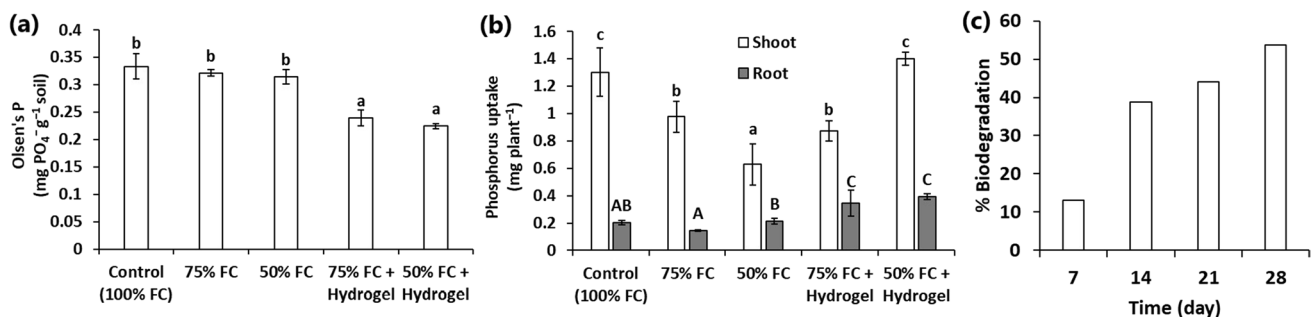 (a)
Olsen's P
(mg PO₄⁻ g⁻¹ soil)
0.4
0.35
0.3
0.25
0.2
0.15
0.1
0.05
0
b
b
b
a
a
Control
(100% FC)
75% FC
50% FC
75% FC +
Hydrogel
50% FC +
Hydrogel
(b)
Phosphorus uptake
(mg plant⁻¹)
1.6
1.4
1.2
1
0.8
0.6
0.4
0.2
0
Shoot
Root
c
AB
b
A
a
B
b
C
c
C
Control
(100% FC)
75% FC
50% FC
75% FC +
Hydrogel
50% FC +
Hydrogel
(c)
% Biodegradation
60
50
40
30
20
10
0
7
14
21
28
Time (day)